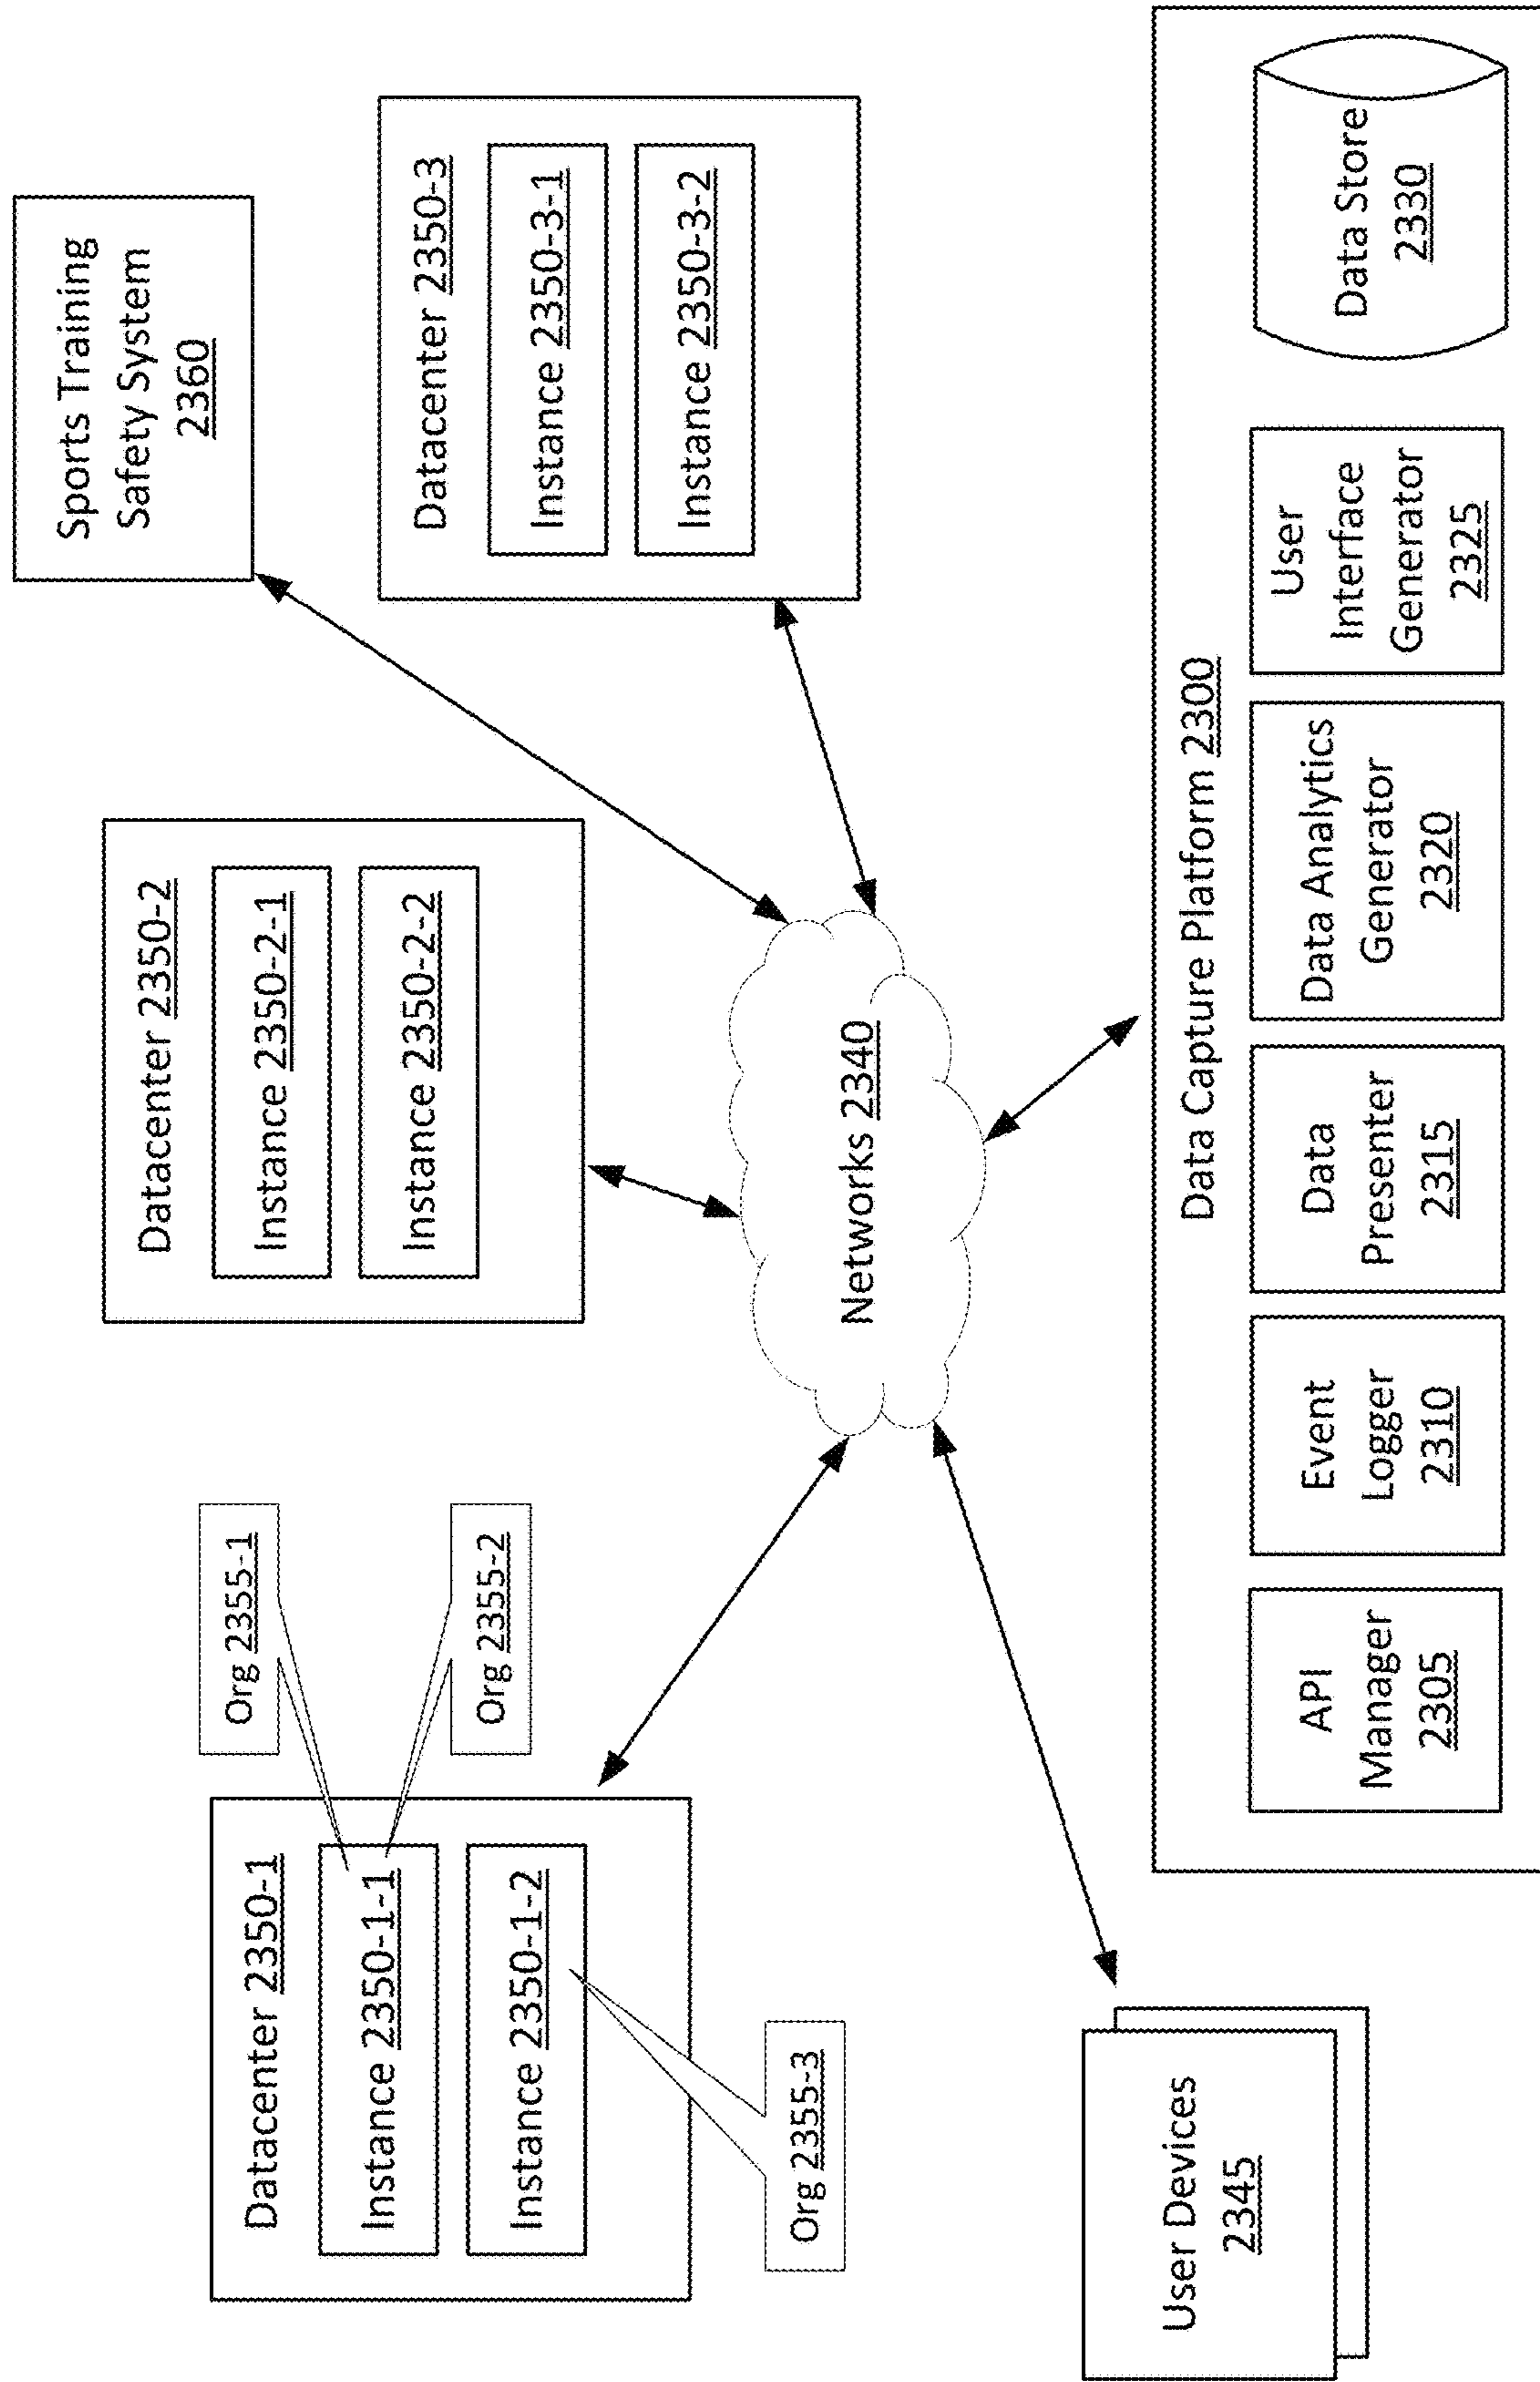 Datacenter 2350-1
Instance 2350-1-1
Instance 2350-1-2
Org 2355-1
Org 2355-2
Org 2355-3
Datacenter 2350-2
Instance 2350-2-1
Instance 2350-2-2
Sports Training
Safety System
2360
Datacenter 2350-3
Instance 2350-3-1
Instance 2350-3-2
Networks 2340
User Devices
2345
Data Capture Platform 2300
API
Manager
2305
Event
Logger
2310
Data
Presenter
2315
Data Analytics
Generator
2320
User
Interface
Generator
2325
Data Store
2330